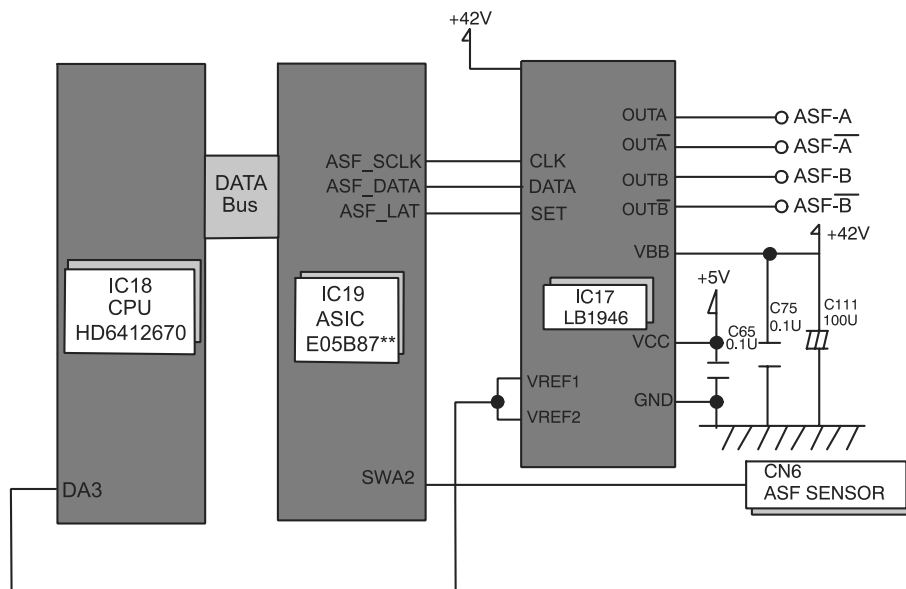 +42V
DATA
Bus
ASF_SCLK
ASF_DATA
ASF_LAT
CLK
DATA
SET
OUTA
OUTA̅
OUTB
OUTB̅
ASF-A
ASF-A̅
ASF-B
ASF-B̅
+42V
VBB
+5V
IC18
CPU
HD6412670
IC19
ASIC
E05B87**
IC17
LB1946
VCC
C65
0.1U
C75
0.1U
C111
100U
VREF1
VREF2
GND
SWA2
DA3
CN6
ASF SENSOR